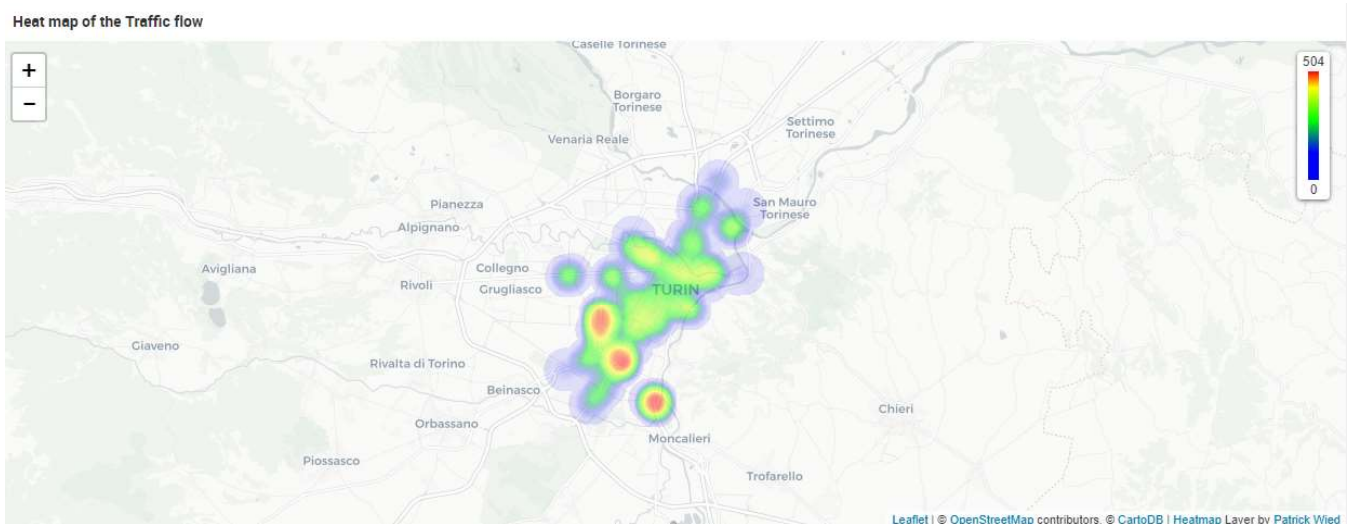 Heat map of the Traffic flow
Caselle Torinese
+
504
−
Borgaro
Torinese
Settimo
Torinese
Venaria Reale
0
Pianezza
San Mauro
Torinese
Alpignano
Avigliana
Collegno
Rivoli
Grugliasco
TURIN
Giaveno
Rivalta di Torino
Beinasco
Chieri
Orbassano
Moncalieri
Piossasco
Trofarello
Leaflet | © OpenStreetMap contributors, © CartoDB | Heatmap Layer by Patrick Wied